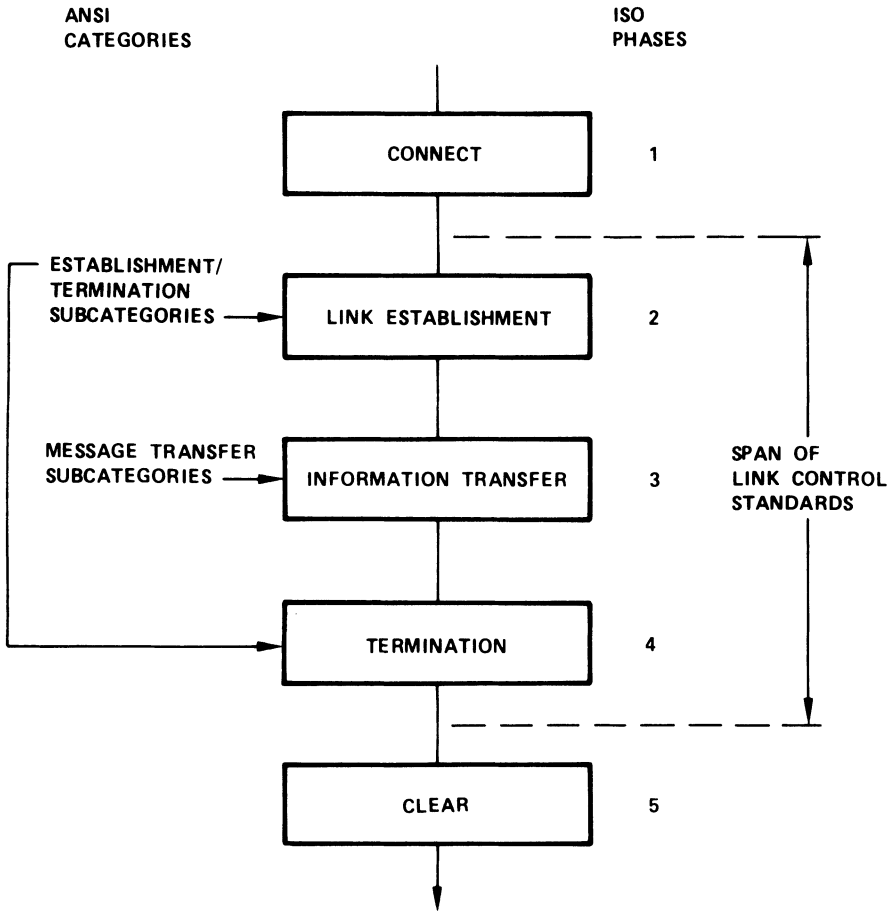 ANSI
CATEGORIES
ISO
PHASES
CONNECT
1
ESTABLISHMENT/
TERMINATION
SUBCATEGORIES
LINK ESTABLISHMENT
2
MESSAGE TRANSFER
SUBCATEGORIES
INFORMATION TRANSFER
3
SPAN OF
LINK CONTROL
STANDARDS
TERMINATION
4
CLEAR
5